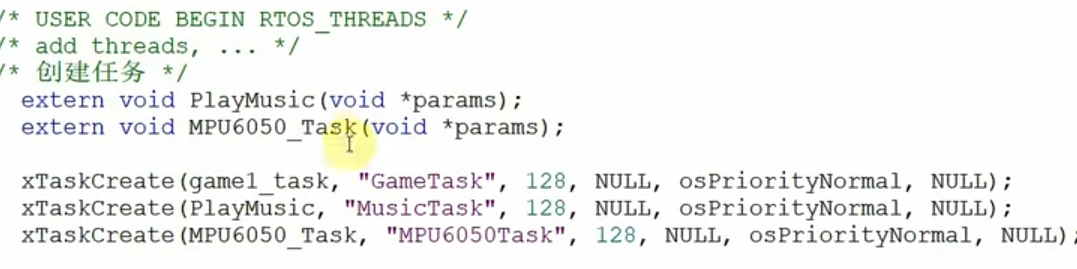 /* USER CODE BEGIN RTOS_THREADS */
/* add threads, ... */
/* 创建任务 */
extern void PlayMusic(void *params);
extern void MPU6050_Task(void *params);
xTaskCreate(game1_task, "GameTask", 128, NULL, osPriorityNormal, NULL);
xTaskCreate(PlayMusic, "MusicTask", 128, NULL, osPriorityNormal, NULL);
xTaskCreate(MPU6050_Task, "MPU6050Task", 128, NULL, osPriorityNormal, NULL);